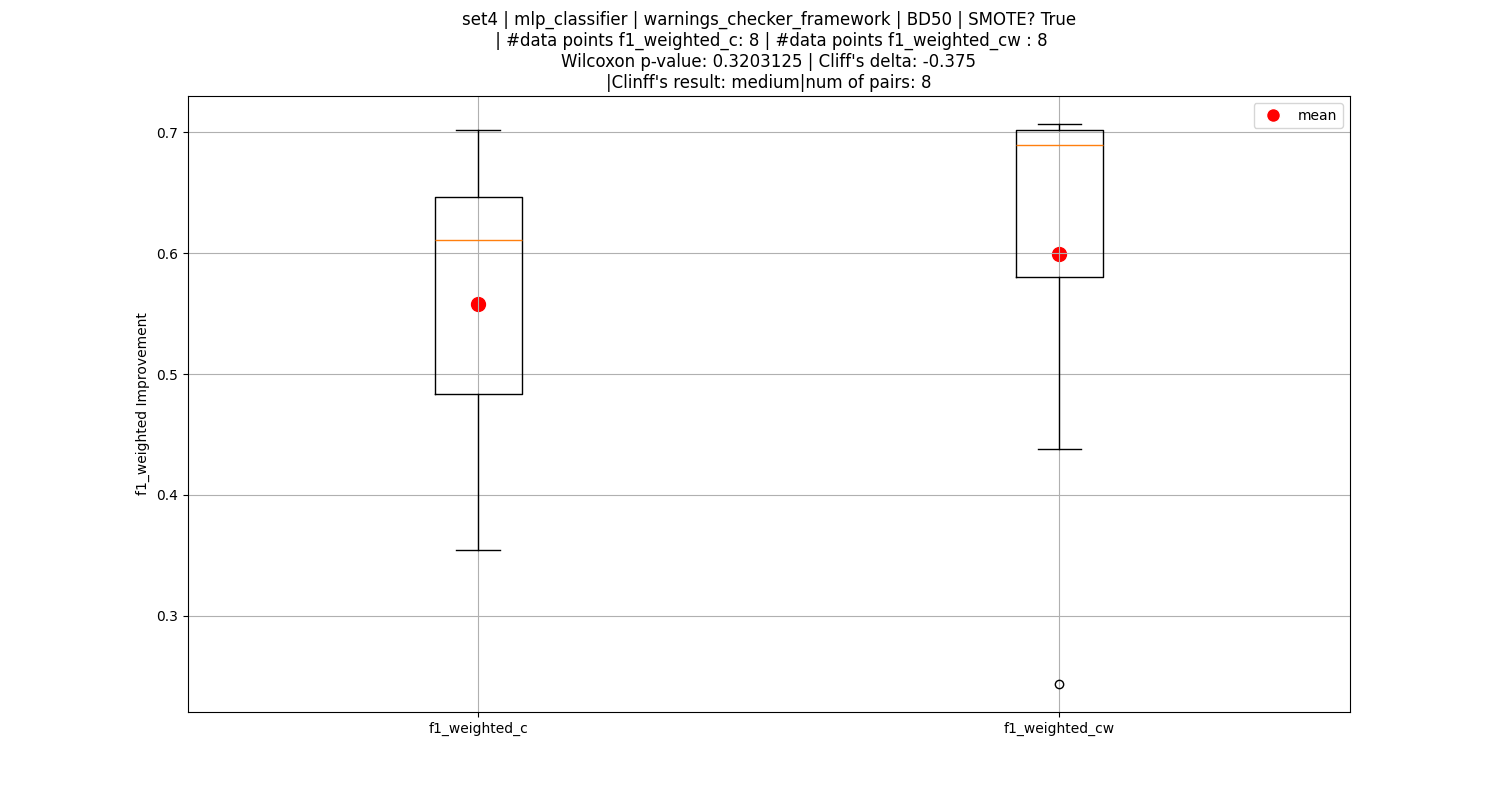 set4 | mlp_classifier | warnings_checker_framework | BD50 | SMOTE? True
| #data points f1_weighted_c: 8 | #data points f1_weighted_cw : 8
Wilcoxon p-value: 0.3203125 | Cliff's delta: -0.375
|Clinff's result: medium|num of pairs: 8
mean
0.7
0.6
0.5
0.4
0.3
f1_weighted Improvement
f1_weighted_c
f1_weighted_cw